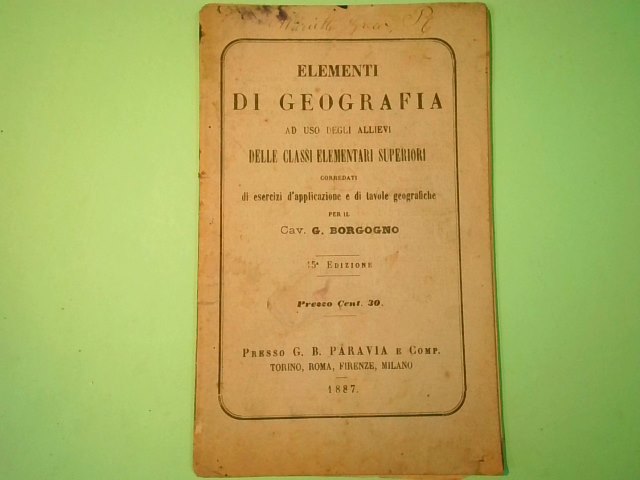 ELEMENTI
DI GEOGRAFIA
AD USO DEGLI ALLIEVI
DELLE CLASSI ELEMENTARI SUPERIORI
CORREDATI
di esercizi d'applicazione e di tavole geografiche
PER IL
Cav. G. BORGOGNO
15ª EDIZIONE
Prezzo Cent. 30.
PRESSO G. B. PARAVIA E COMP.
TORINO, ROMA, FIRENZE, MILANO
1887.